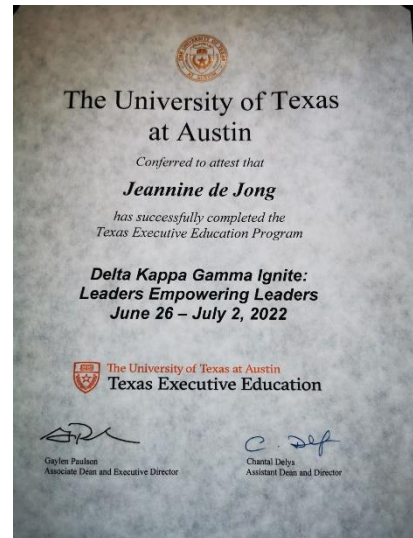 The University of Texas
at Austin
Conferred to attest that
Jeannine de Jong
has successfully completed the
Texas Executive Education Program
Delta Kappa Gamma Ignite:
Leaders Empowering Leaders
June 26 – July 2, 2022
The University of Texas at Austin
Texas Executive Education
Gaylen Paulson
Associate Dean and Executive Director
Chantal Delys
Assistant Dean and Director